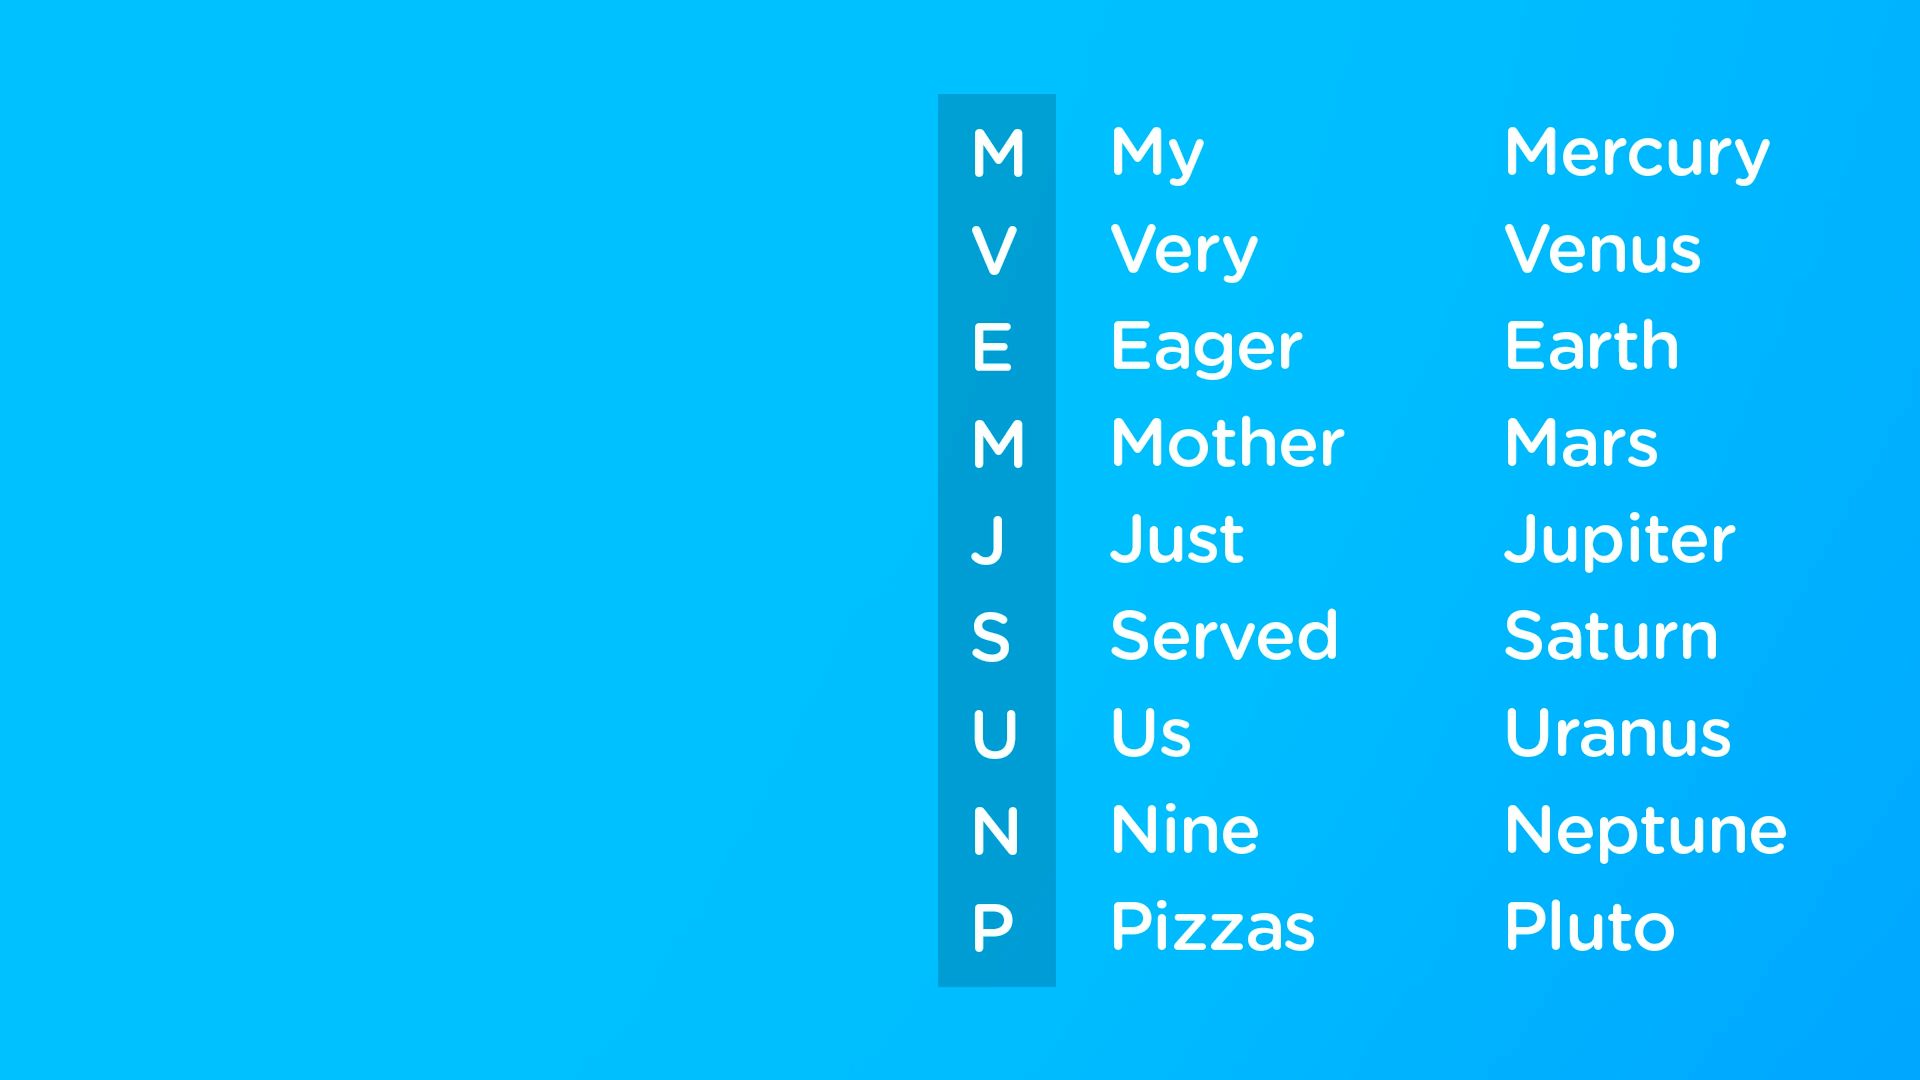 M My Mercury
V Very Venus
E Eager Earth
M Mother Mars
J Just Jupiter
S Served Saturn
U Us Uranus
N Nine Neptune
P Pizzas Pluto